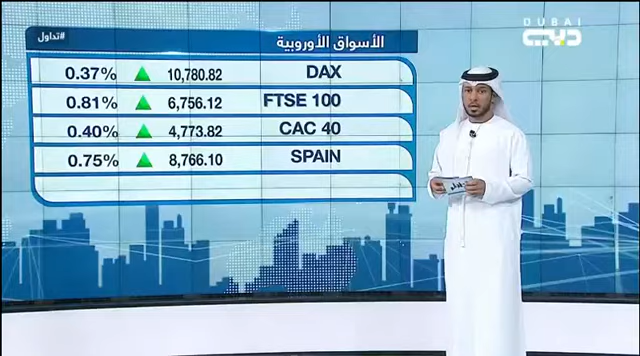 DUBAI
دبي
#تداول
الأسواق الأوروبية
DAX 10,780.82 0.37%
FTSE 100 6,756.12 0.81%
CAC 40 4,773.82 0.40%
SPAIN 8,766.10 0.75%
تداول